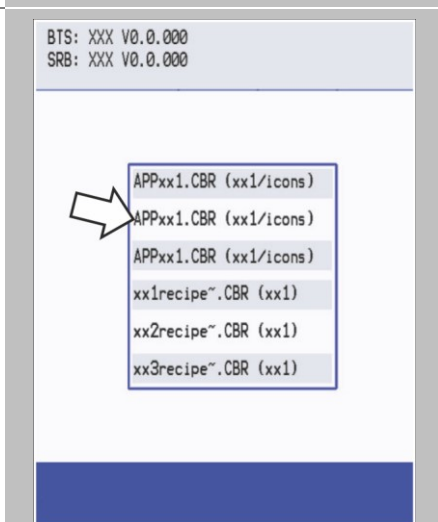 BTS: XXX V0.0.000
SRB: XXX V0.0.000
APPxx1.CBR (xx1/icons)
APPxx1.CBR (xx1/icons)
APPxx1.CBR (xx1/icons)
xx1recipe~.CBR (xx1)
xx2recipe~.CBR (xx1)
xx3recipe~.CBR (xx1)